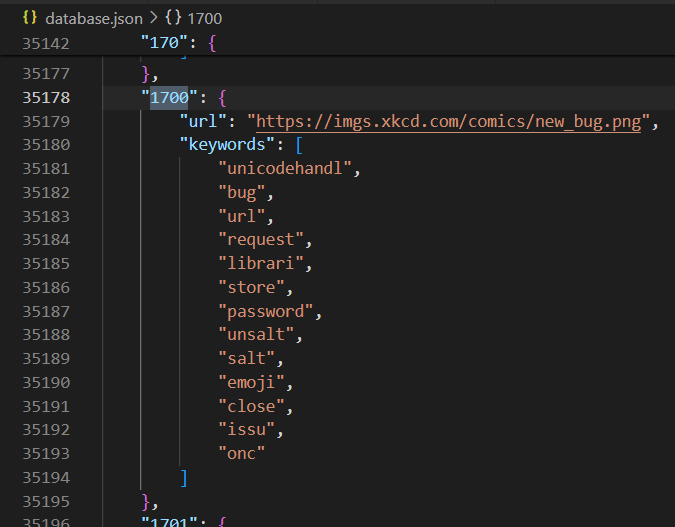 {} database.json > {} 1700
35142 "170": {
35177 },
35178 "1700": {
35179 "url": "https://imgs.xkcd.com/comics/new_bug.png",
35180 "keywords": [
35181 "unicodehandl",
35182 "bug",
35183 "url",
35184 "request",
35185 "librari",
35186 "store",
35187 "password",
35188 "unsalt",
35189 "salt",
35190 "emoji",
35191 "close",
35192 "issu",
35193 "onc"
35194 ]
35195 },
35196 "1701": {